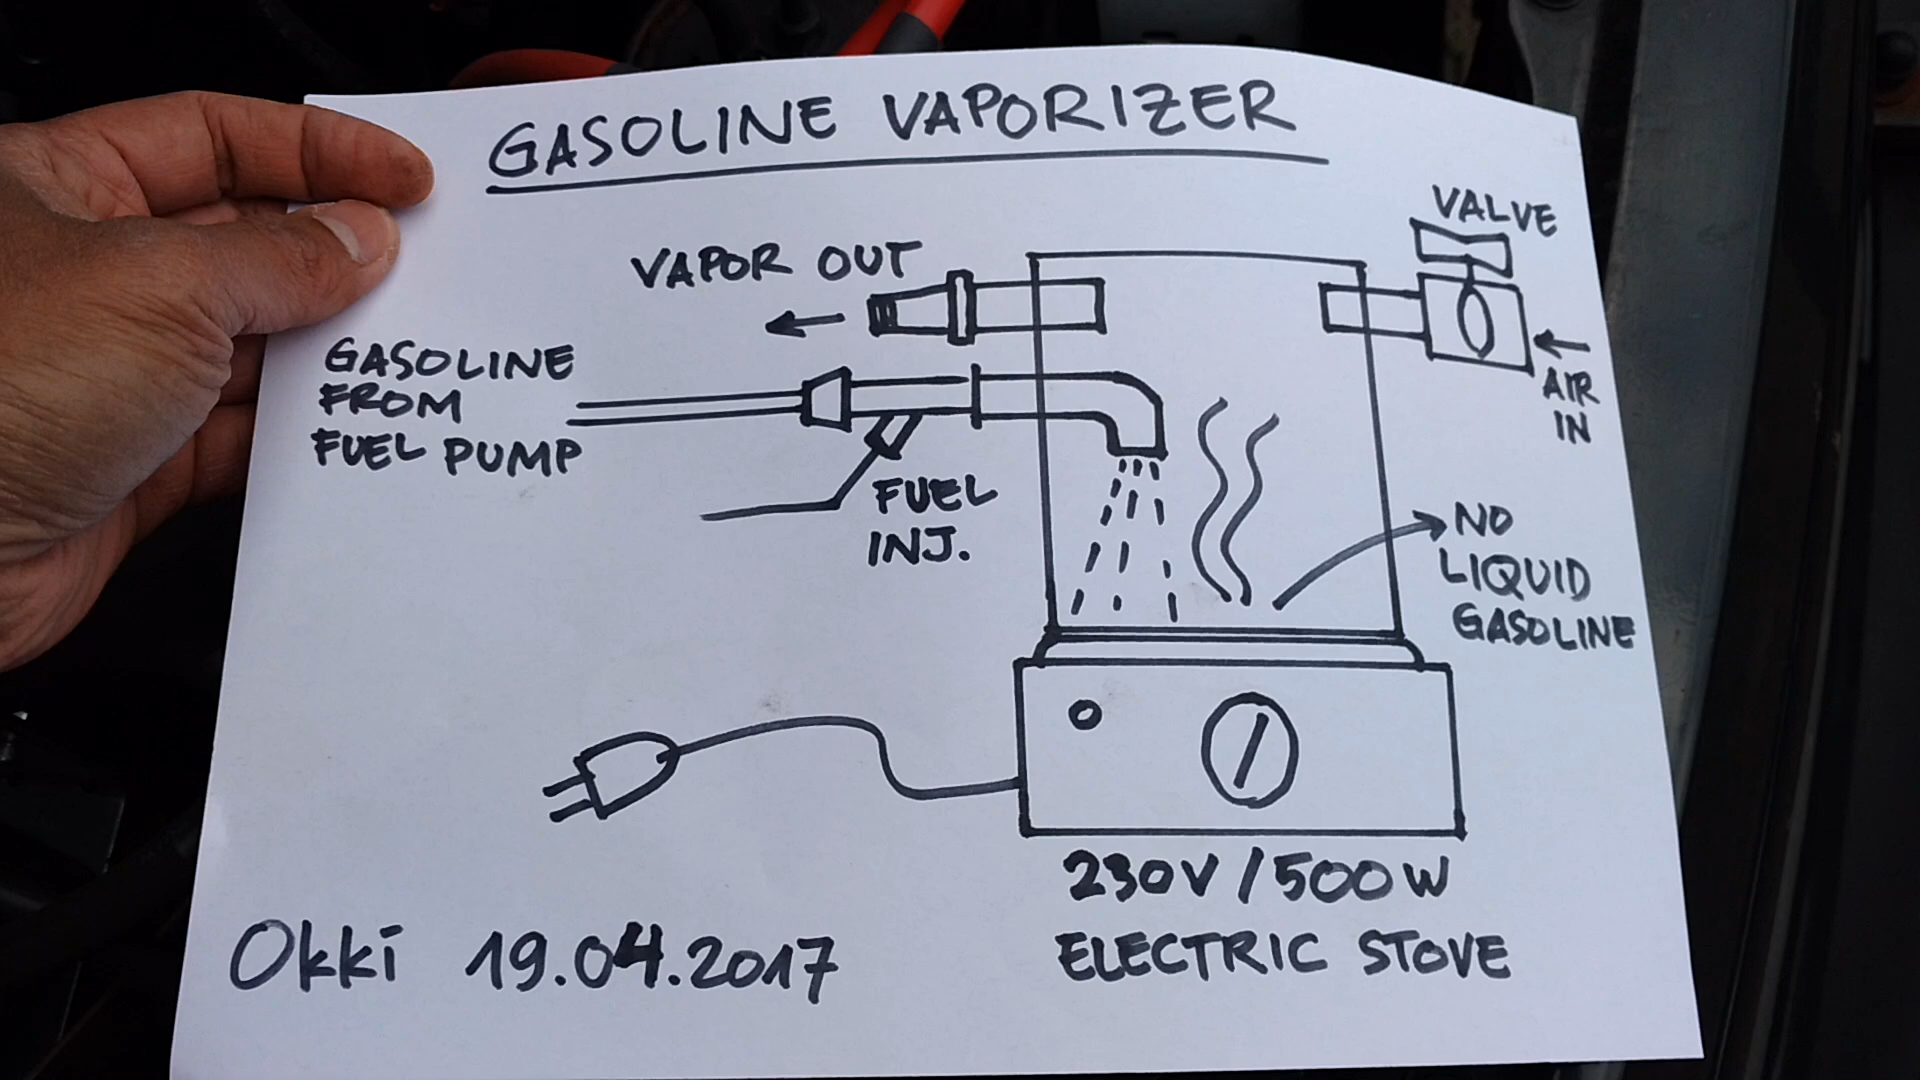 GASOLINE VAPORIZER
VALVE
VAPOR OUT
GASOLINE
FROM
FUEL PUMP
AIR
IN
FUEL
INJ.
NO
LIQUID
GASOLINE
230V/500W
ELECTRIC STOVE
Okki 19.04.2017